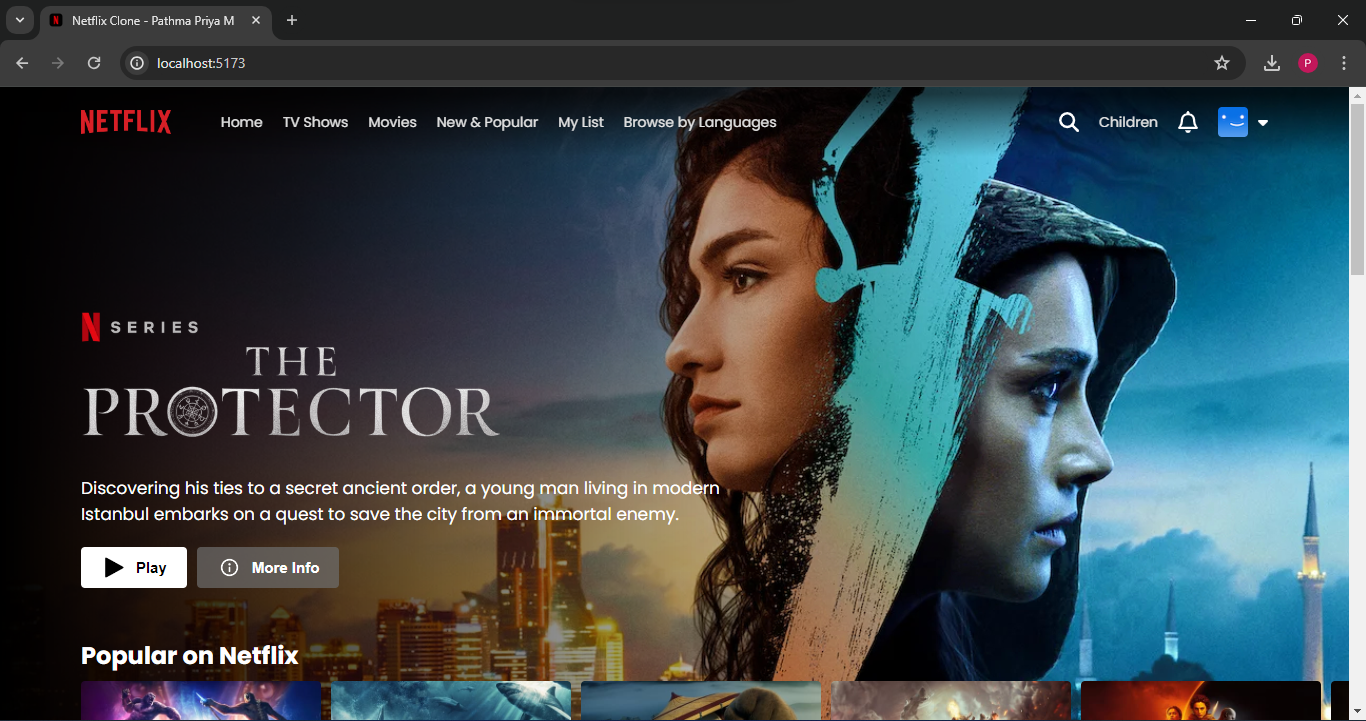 Netflix Clone - Pathma Priya M
localhost:5173
P
NETFLIX
Home TV Shows Movies New & Popular My List Browse by Languages
Children
N SERIES
THE
PROTECTOR
Discovering his ties to a secret ancient order, a young man living in modern
Istanbul embarks on a quest to save the city from an immortal enemy.
Play More Info
Popular on Netflix